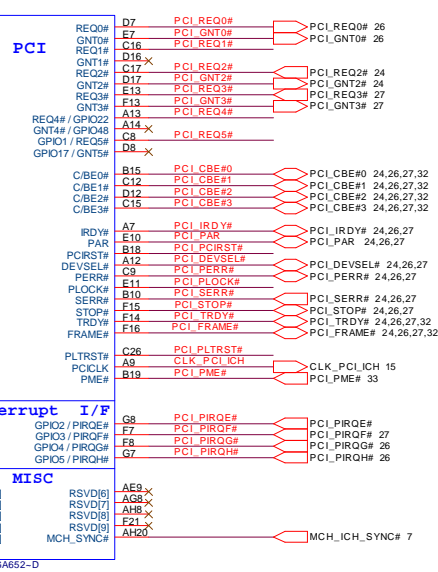 PCI
REQ0# D7 PCI_REQ0# PCI_REQ0# 26
GNT0# E7 PCI_GNT0# PCI_GNT0# 26
REQ1# C16 PCI_REQ1#
GNT1# D16
REQ2# C17 PCI_REQ2# PCI_REQ2# 24
GNT2# D17 PCI_GNT2# PCI_GNT2# 24
REQ3# E13 PCI_REQ3# PCI_REQ3# 27
GNT3# F13 PCI_GNT3# PCI_GNT3# 27
REQ4# / GPIO22 A13 PCI_REQ4#
GNT4# / GPIO48 A14
GPIO1 / REQ5# C8 PCI_REQ5#
GPIO17 / GNT5# D8
C/BE0# B15 PCI_CBE#0 PCI_CBE#0 24,26,27,32
C/BE1# C12 PCI_CBE#1 PCI_CBE#1 24,26,27,32
C/BE2# D12 PCI_CBE#2 PCI_CBE#2 24,26,27,32
C/BE3# C15 PCI_CBE#3 PCI_CBE#3 24,26,27,32
IRDY# A7 PCI_IRDY# PCI_IRDY# 24,26,27
PAR E10 PCI_PAR PCI_PAR 24,26,27
PCIRST# B18 PCI_PCIRST#
DEVSEL# A12 PCI_DEVSEL# PCI_DEVSEL# 24,26,27
PERR# C9 PCI_PERR# PCI_PERR# 24,26,27
PLOCK# E11 PCI_PLOCK#
SERR# B10 PCI_SERR# PCI_SERR# 24,26,27
STOP# F15 PCI_STOP# PCI_STOP# 24,26,27
TRDY# F14 PCI_TRDY# PCI_TRDY# 24,26,27,32
FRAME# F16 PCI_FRAME# PCI_FRAME# 24,26,27,32
PLTRST# C26 PCI_PLTRST#
PCICLK A9 CLK_PCI_ICH CLK_PCI_ICH 15
PME# B19 PCI_PME# PCI_PME# 33
errupt I/F
GPIO2 / PIRQE# G8 PCI_PIRQE# PCI_PIRQE#
GPIO3 / PIRQF# F7 PCI_PIRQF# PCI_PIRQF# 27
GPIO4 / PIRQG# F8 PCI_PIRQG# PCI_PIRQG# 26
GPIO5 / PIRQH# G7 PCI_PIRQH# PCI_PIRQH# 26
MISC
RSVD[6] AE9
RSVD[7] AG8
RSVD[8] AH8
RSVD[9] F21
MCH_SYNC# AH20 MCH_ICH_SYNC# 7
6A652-D